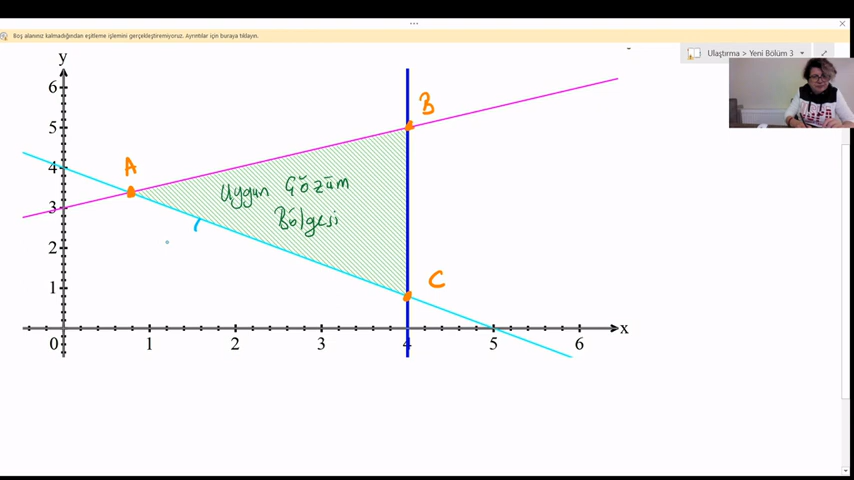 Boş alanınız kalmadığından eşitleme işlemini gerçekleştiremiyoruz. Ayrıntılar için buraya tıklayın.
Ulaştırma > Yeni Bölüm 3
y
6
5
4
3
2
1
0
1
2
3
4
5
6
x
A
B
C
Uygun Çözüm
Bölgesi